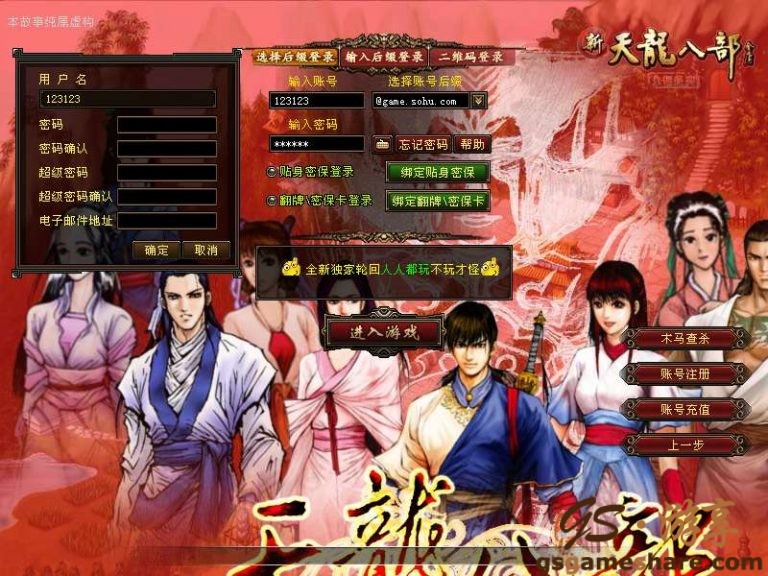 本故事纯属虚构
新天龍八部
用户名
123123
密码
密码确认
超级密码
超级密码确认
电子邮件地址
确定 取消
选择后缀登录 输入后缀登录 二维码登录
输入账号 选择账号后缀
123123 @game.sohu.com
输入密码
****** 忘记密码 帮助
贴身密保登录 绑定贴身密保
翻牌\密保卡登录 绑定翻牌\密保卡
全新独家轮回人人都玩不玩才怪
进入游戏
木马查杀
账号注册
账号充值
上一步
天龍八部
GS
gsgameshare.com